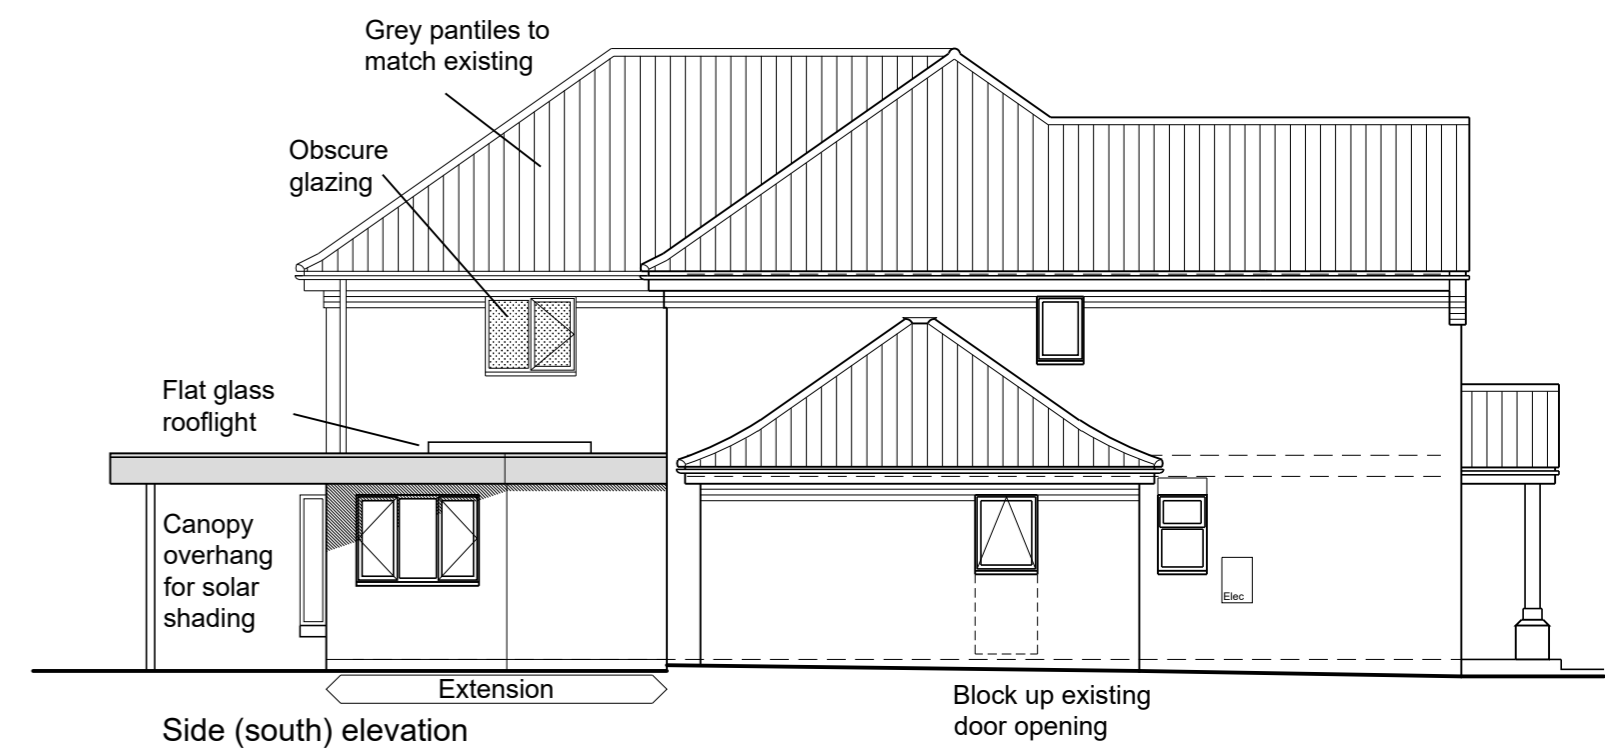 Grey pantiles to
match existing
Obscure
glazing
Flat glass
rooflight
Canopy
overhang
for solar
shading
Elec
Extension
Block up existing
door opening
Side (south) elevation